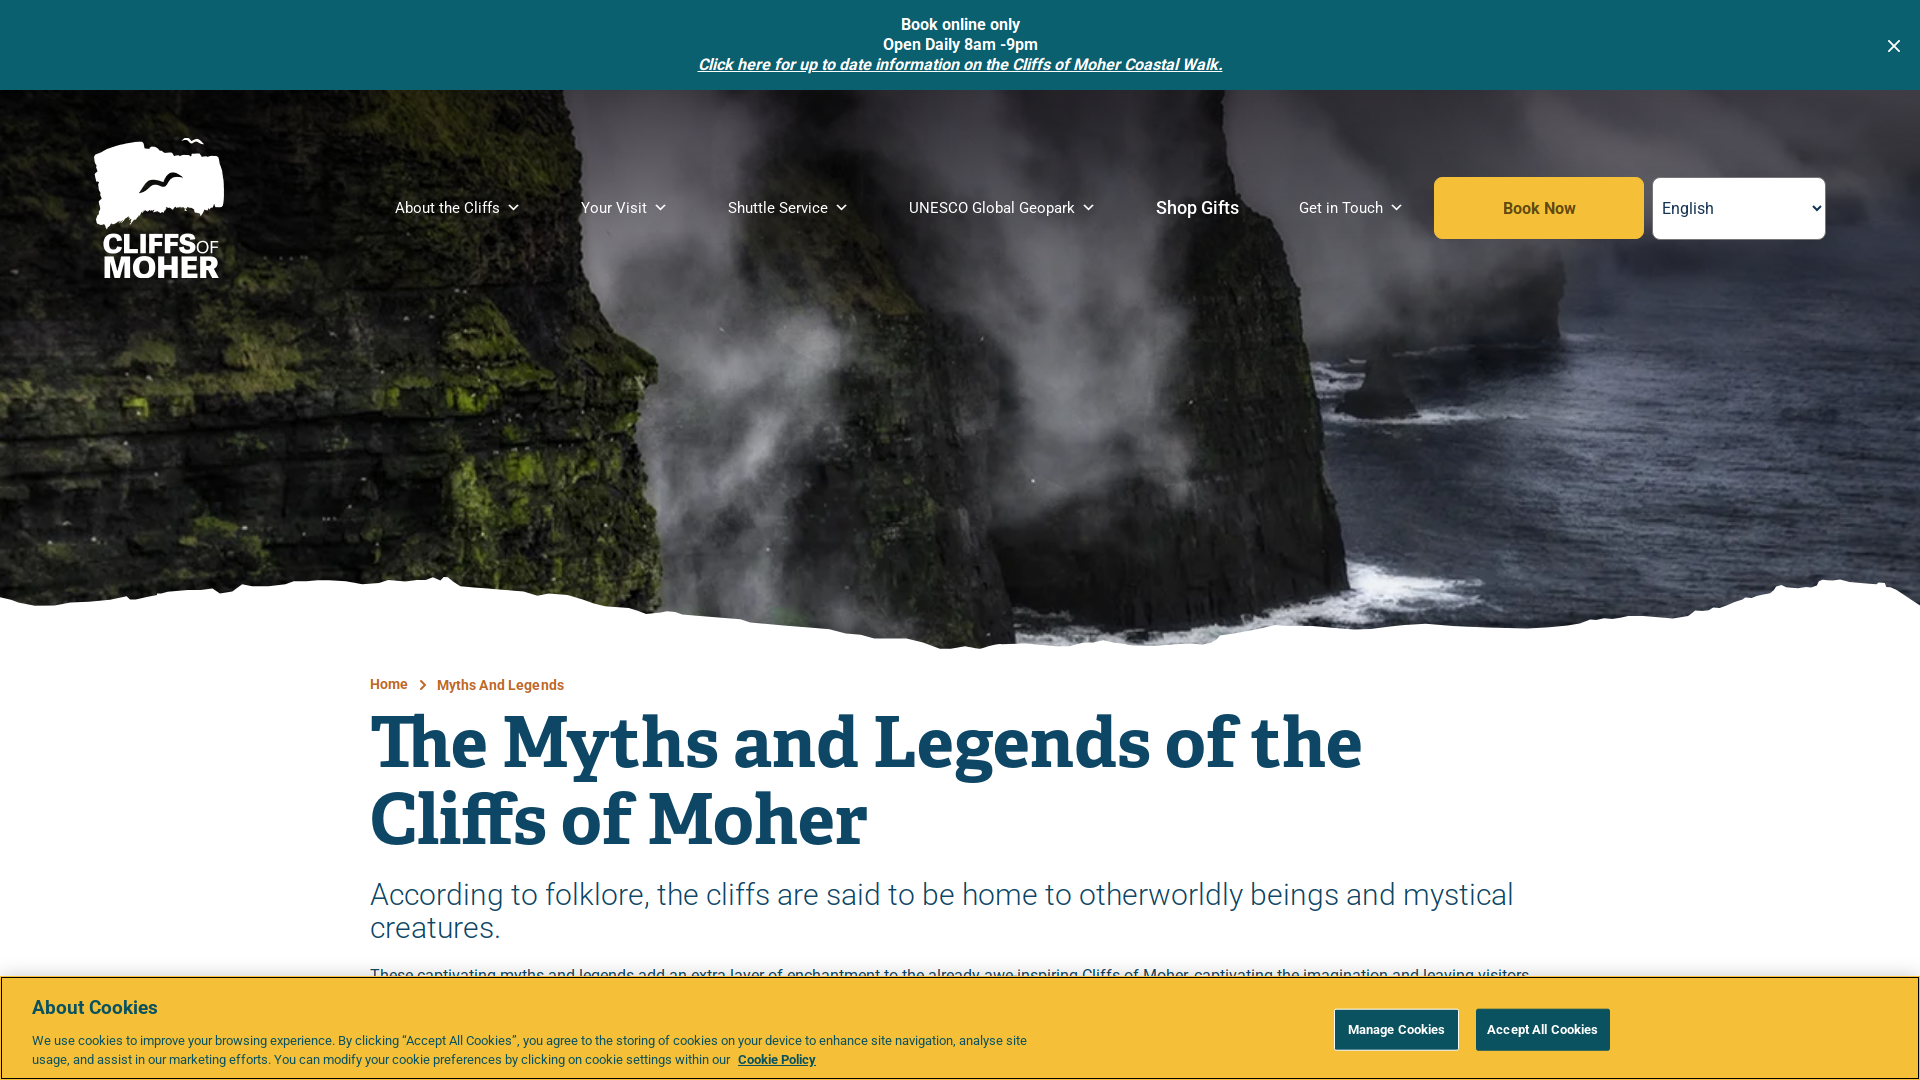 Book online only
Open Daily 8am -9pm
Click here for up to date information on the Cliffs of Moher Coastal Walk.
CLIFFS OF
MOHER
About the Cliffs
Your Visit
Shuttle Service
UNESCO Global Geopark
Shop Gifts
Get in Touch
Book Now
English
Home
Myths And Legends
The Myths and Legends of the
Cliffs of Moher
According to folklore, the cliffs are said to be home to otherworldly beings and mystical
creatures.
These captivating myths and legends add an extra layer of enchantment to the already awe-inspiring Cliffs of Moher, captivating the imagination and leaving visitors
About Cookies
We use cookies to improve your browsing experience. By clicking “Accept All Cookies”, you agree to the storing of cookies on your device to enhance site navigation, analyse site
usage, and assist in our marketing efforts. You can modify your cookie preferences by clicking on cookie settings within our Cookie Policy
Manage Cookies
Accept All Cookies